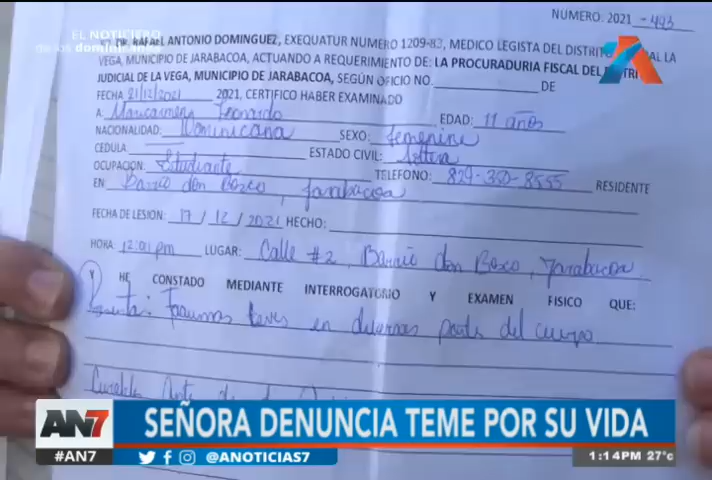 EL NOTICIERO
de los dominicanos
NUMERO: 2021 -493
DR. RAFAEL ANTONIO DOMINGUEZ, EXEQUATUR NUMERO 1209-83, MEDICO LEGISTA DEL DISTRITO LA
VEGA, MUNICIPIO DE JARABACOA, ACTUANDO A REQUERIMIENTO DE: LA PROCURADURIA FISCAL DEL
JUDICIAL DE LA VEGA, MUNICIPIO DE JARABACOA, SEGÚN OFICIO NO. DE
FECHA 21/12/2021 2021, CERTIFICO HABER EXAMINADO
A: Leonardo EDAD: 11 años
NACIONALIDAD: Dominicana SEXO: femenino
CEDULA: ESTADO CIVIL: Soltera
OCUPACION: Estudiante TELEFONO: 829-350-8555 RESIDENTE
EN: Barrio don Bosco, Jarabacoa
FECHA DE LESION: 17/12/2021 HECHO:
HORA: 12:01 pm LUGAR: Calle #2, Barrio don Bosco, Jarabacoa
Y HE CONSTADO MEDIANTE INTERROGATORIO Y EXAMEN FISICO QUE:
Traumas leves en diversas partes del cuerpo
AN7
SEÑORA DENUNCIA TEME POR SU VIDA
#AN7
@ANOTICIAS7
1:14PM 27°c